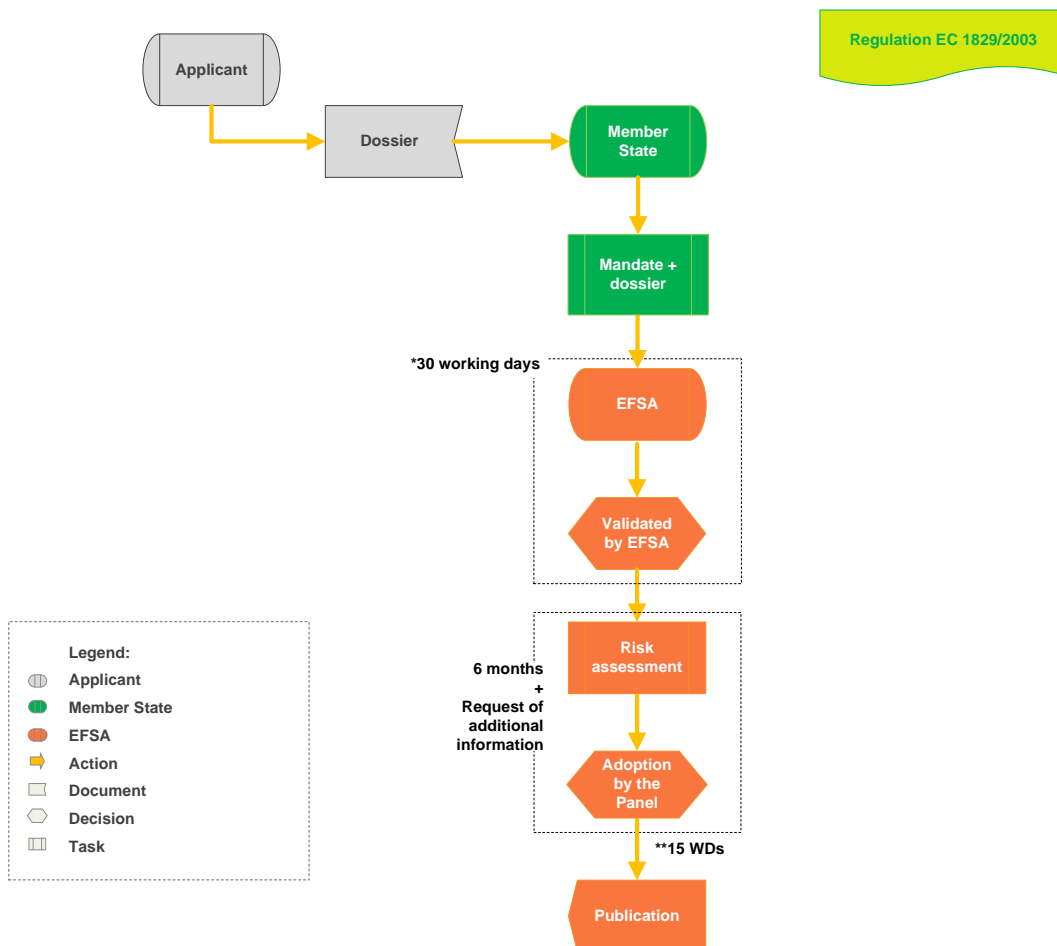 Regulation EC 1829/2003
Applicant
Dossier
Member
State
Mandate +
dossier
*30 working days
EFSA
Validated
by EFSA
Risk
assessment
6 months
+
Request of
additional
information
Adoption
by the
Panel
**15 WDs
Publication
Legend:
Applicant
Member State
EFSA
Action
Document
Decision
Task